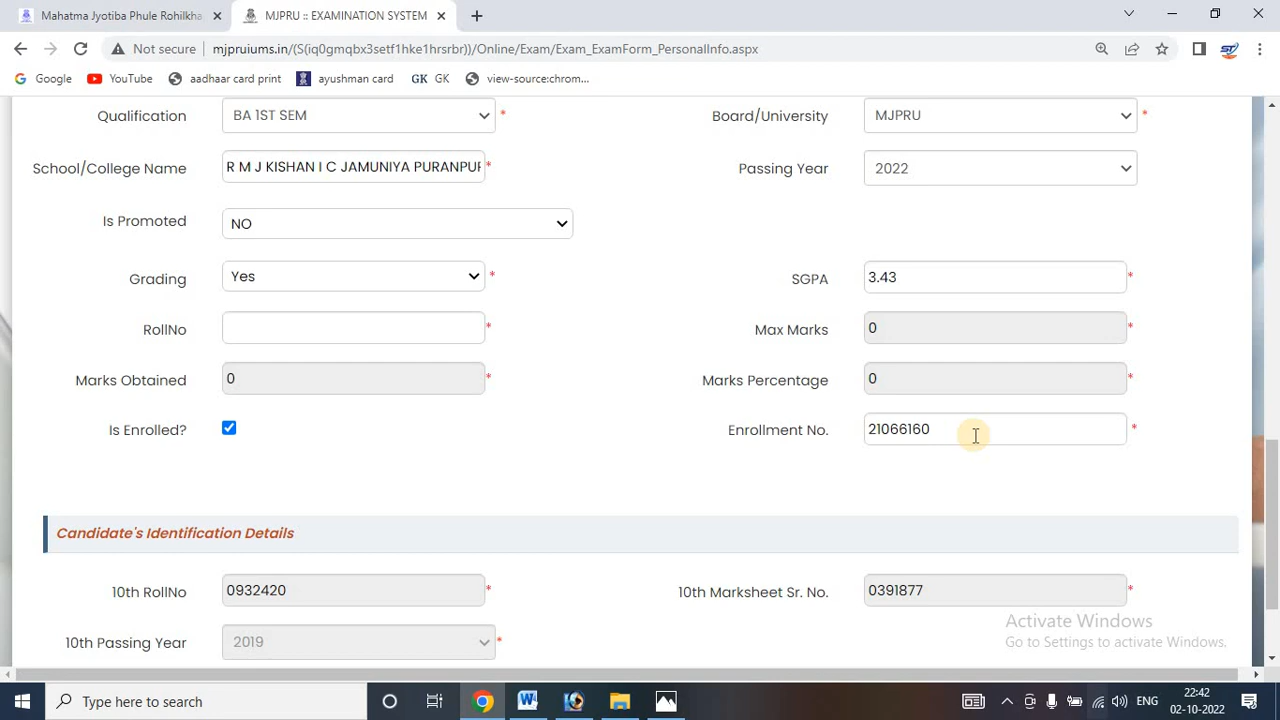 Mahatma Jyotiba Phule Rohilkha
MJPRU :: EXAMINATION SYSTEM
Not secure
mjpruiums.in/(S(iq0gmqbx3setf1hke1hrsrbr))/Online/Exam/Exam_ExamForm_PersonalInfo.aspx
Google
YouTube
aadhaar card print
ayushman card
GK GK
view-source:chrom...
Qualification
BA 1ST SEM
*
Board/University
MJPRU
*
School/College Name
R M J KISHAN I C JAMUNIYA PURANPUR
*
Passing Year
2022
Is Promoted
NO
Grading
Yes
*
SGPA
3.43
*
RollNo
*
Max Marks
0
*
Marks Obtained
0
*
Marks Percentage
0
*
Is Enrolled?
Enrollment No.
21066160
*
Candidate's Identification Details
10th RollNo
0932420
*
10th Marksheet Sr. No.
0391877
*
10th Passing Year
2019
*
Activate Windows
Go to Settings to activate Windows.
Type here to search
ENG
22:42
02-10-2022